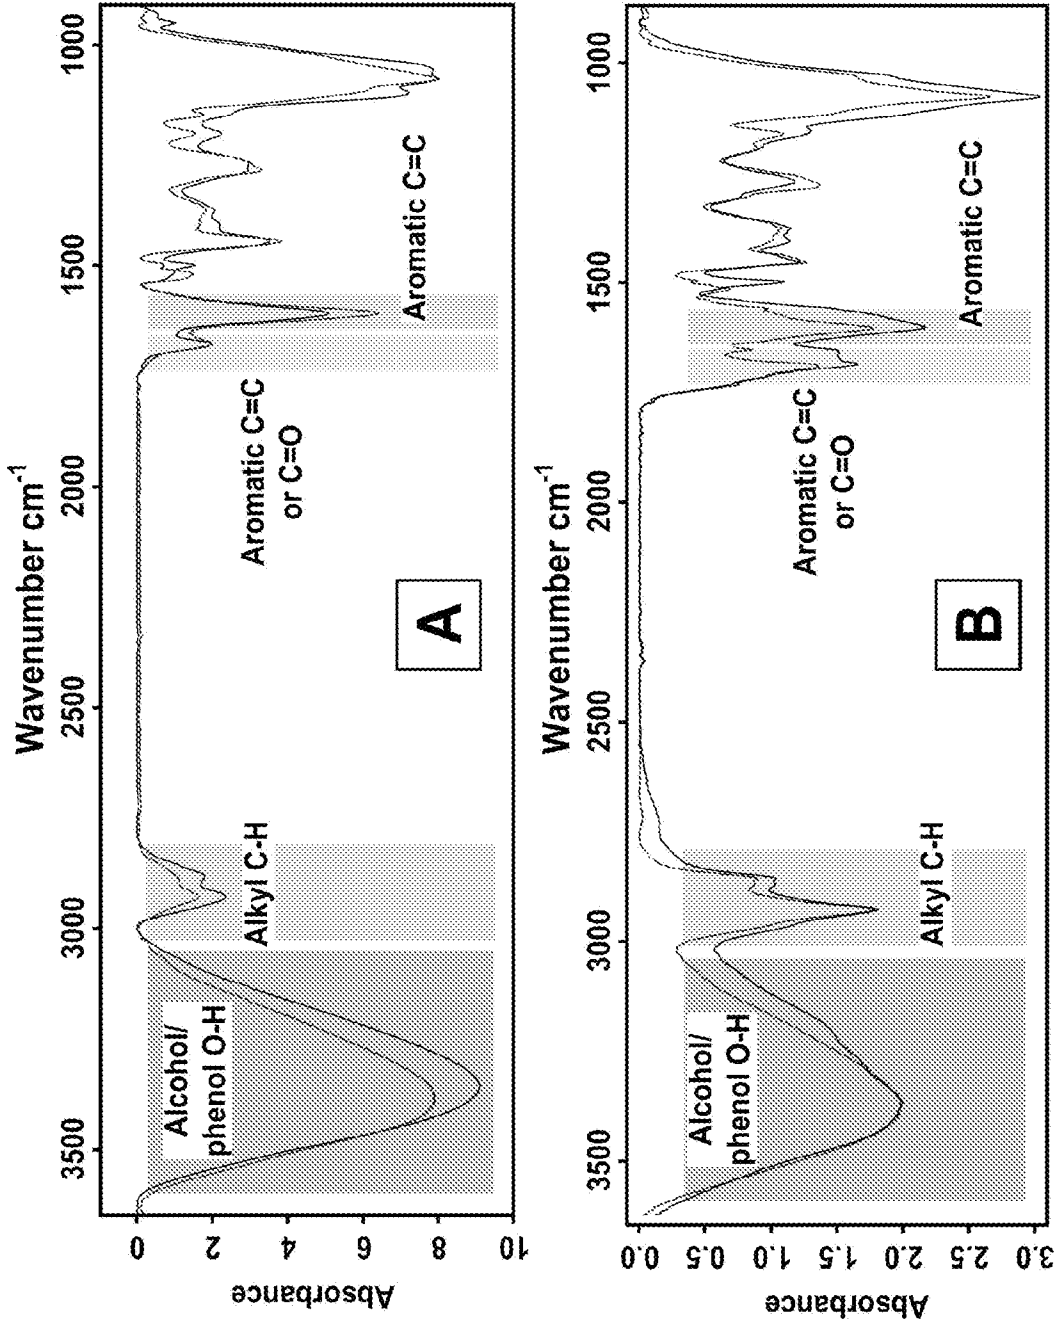 Wavenumber cm-1
3500 3000 2500 2000 1500 1000
Alcohol/
phenol O-H
Alkyl C-H
Aromatic C=C
or C=O
Aromatic C=C
A
0
2
4
6
8
10
Absorbance
Wavenumber cm-1
3500 3000 2500 2000 1500 1000
Alcohol/
phenol O-H
Alkyl C-H
Aromatic C=C
or C=O
Aromatic C=C
B
0.0
0.5
1.0
1.5
2.0
2.5
3.0
Absorbance